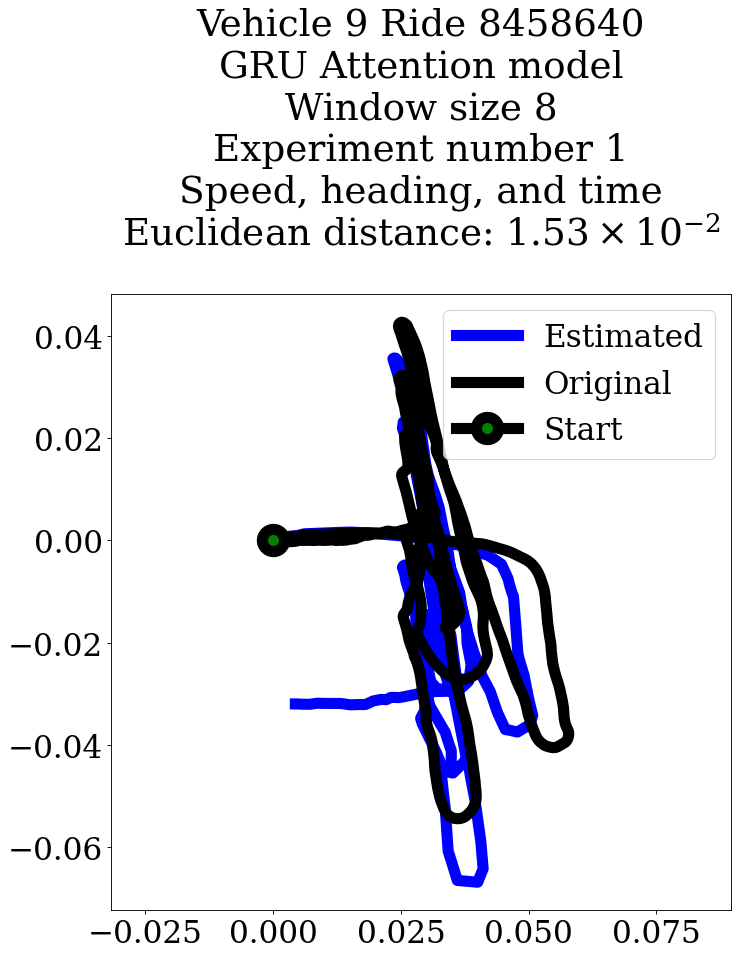 Vehicle 9 Ride 8458640
GRU Attention model
Window size 8
Experiment number 1
Speed, heading, and time
Euclidean distance: 1.53 × 10⁻²
Estimated
Original
Start
0.04
0.02
0.00
−0.02
−0.04
−0.06
−0.025 0.000 0.025 0.050 0.075